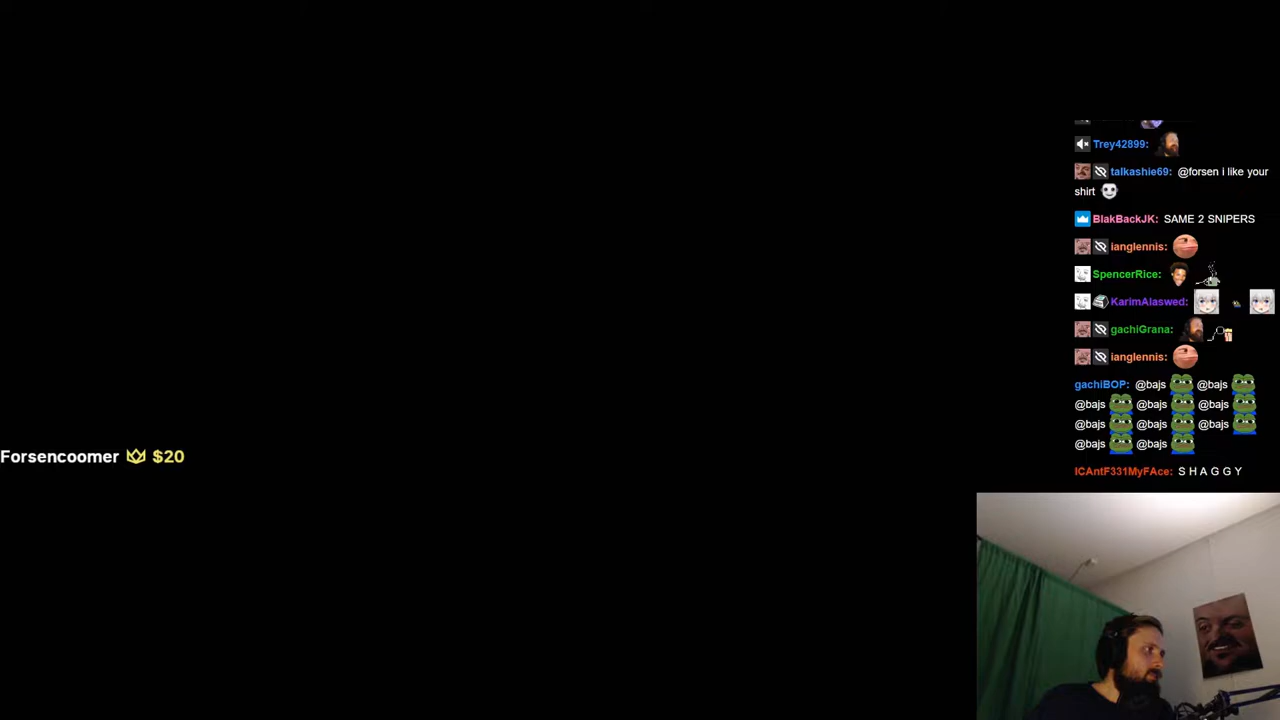 Trey42899:
talkashie69: @forsen i like your
shirt
BlakBackJK: SAME 2 SNIPERS
ianglennis:
SpencerRice:
KarimAlaswed:
gachiGrana:
ianglennis:
gachiBOP: @bajs @bajs
@bajs @bajs @bajs
@bajs @bajs @bajs
@bajs @bajs
Forsencoomer $20
ICAntF331MyFAce: S H A G G Y